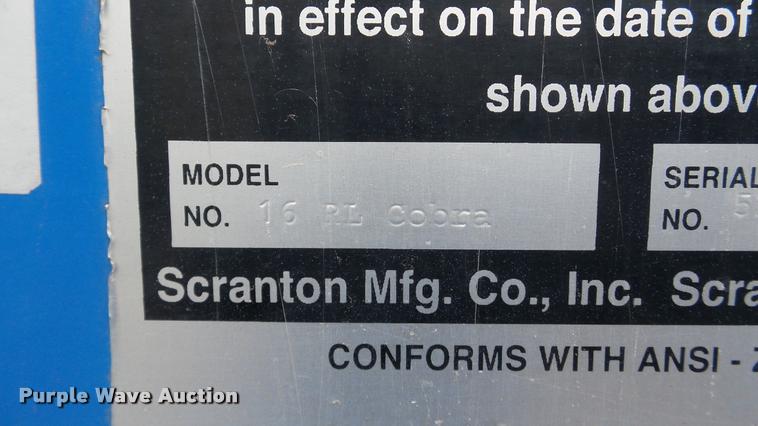 in effect on the date of
shown abov
MODEL
NO. 16 RL Cobra
SERIAL
NO. 5
Scranton Mfg. Co., Inc. Scra
CONFORMS WITH ANSI -
Purple Wave Auction